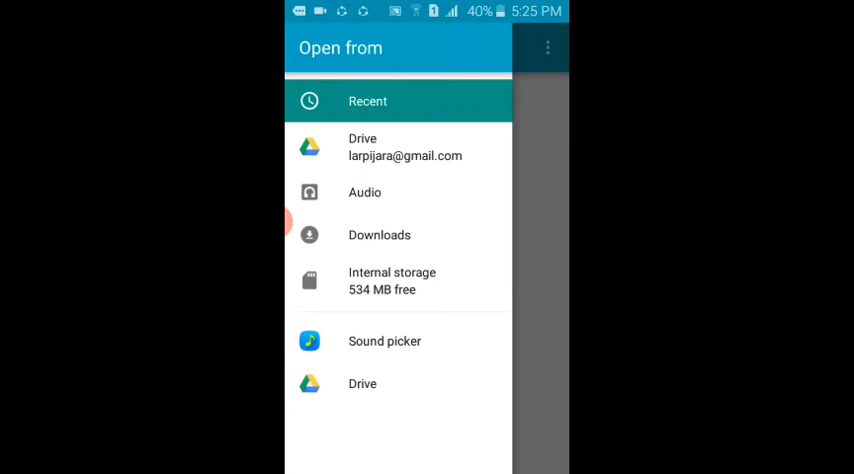 1 40% 5:25 PM
Open from
Recent
Drive
larpijara@gmail.com
Audio
Downloads
Internal storage
534 MB free
Sound picker
Drive